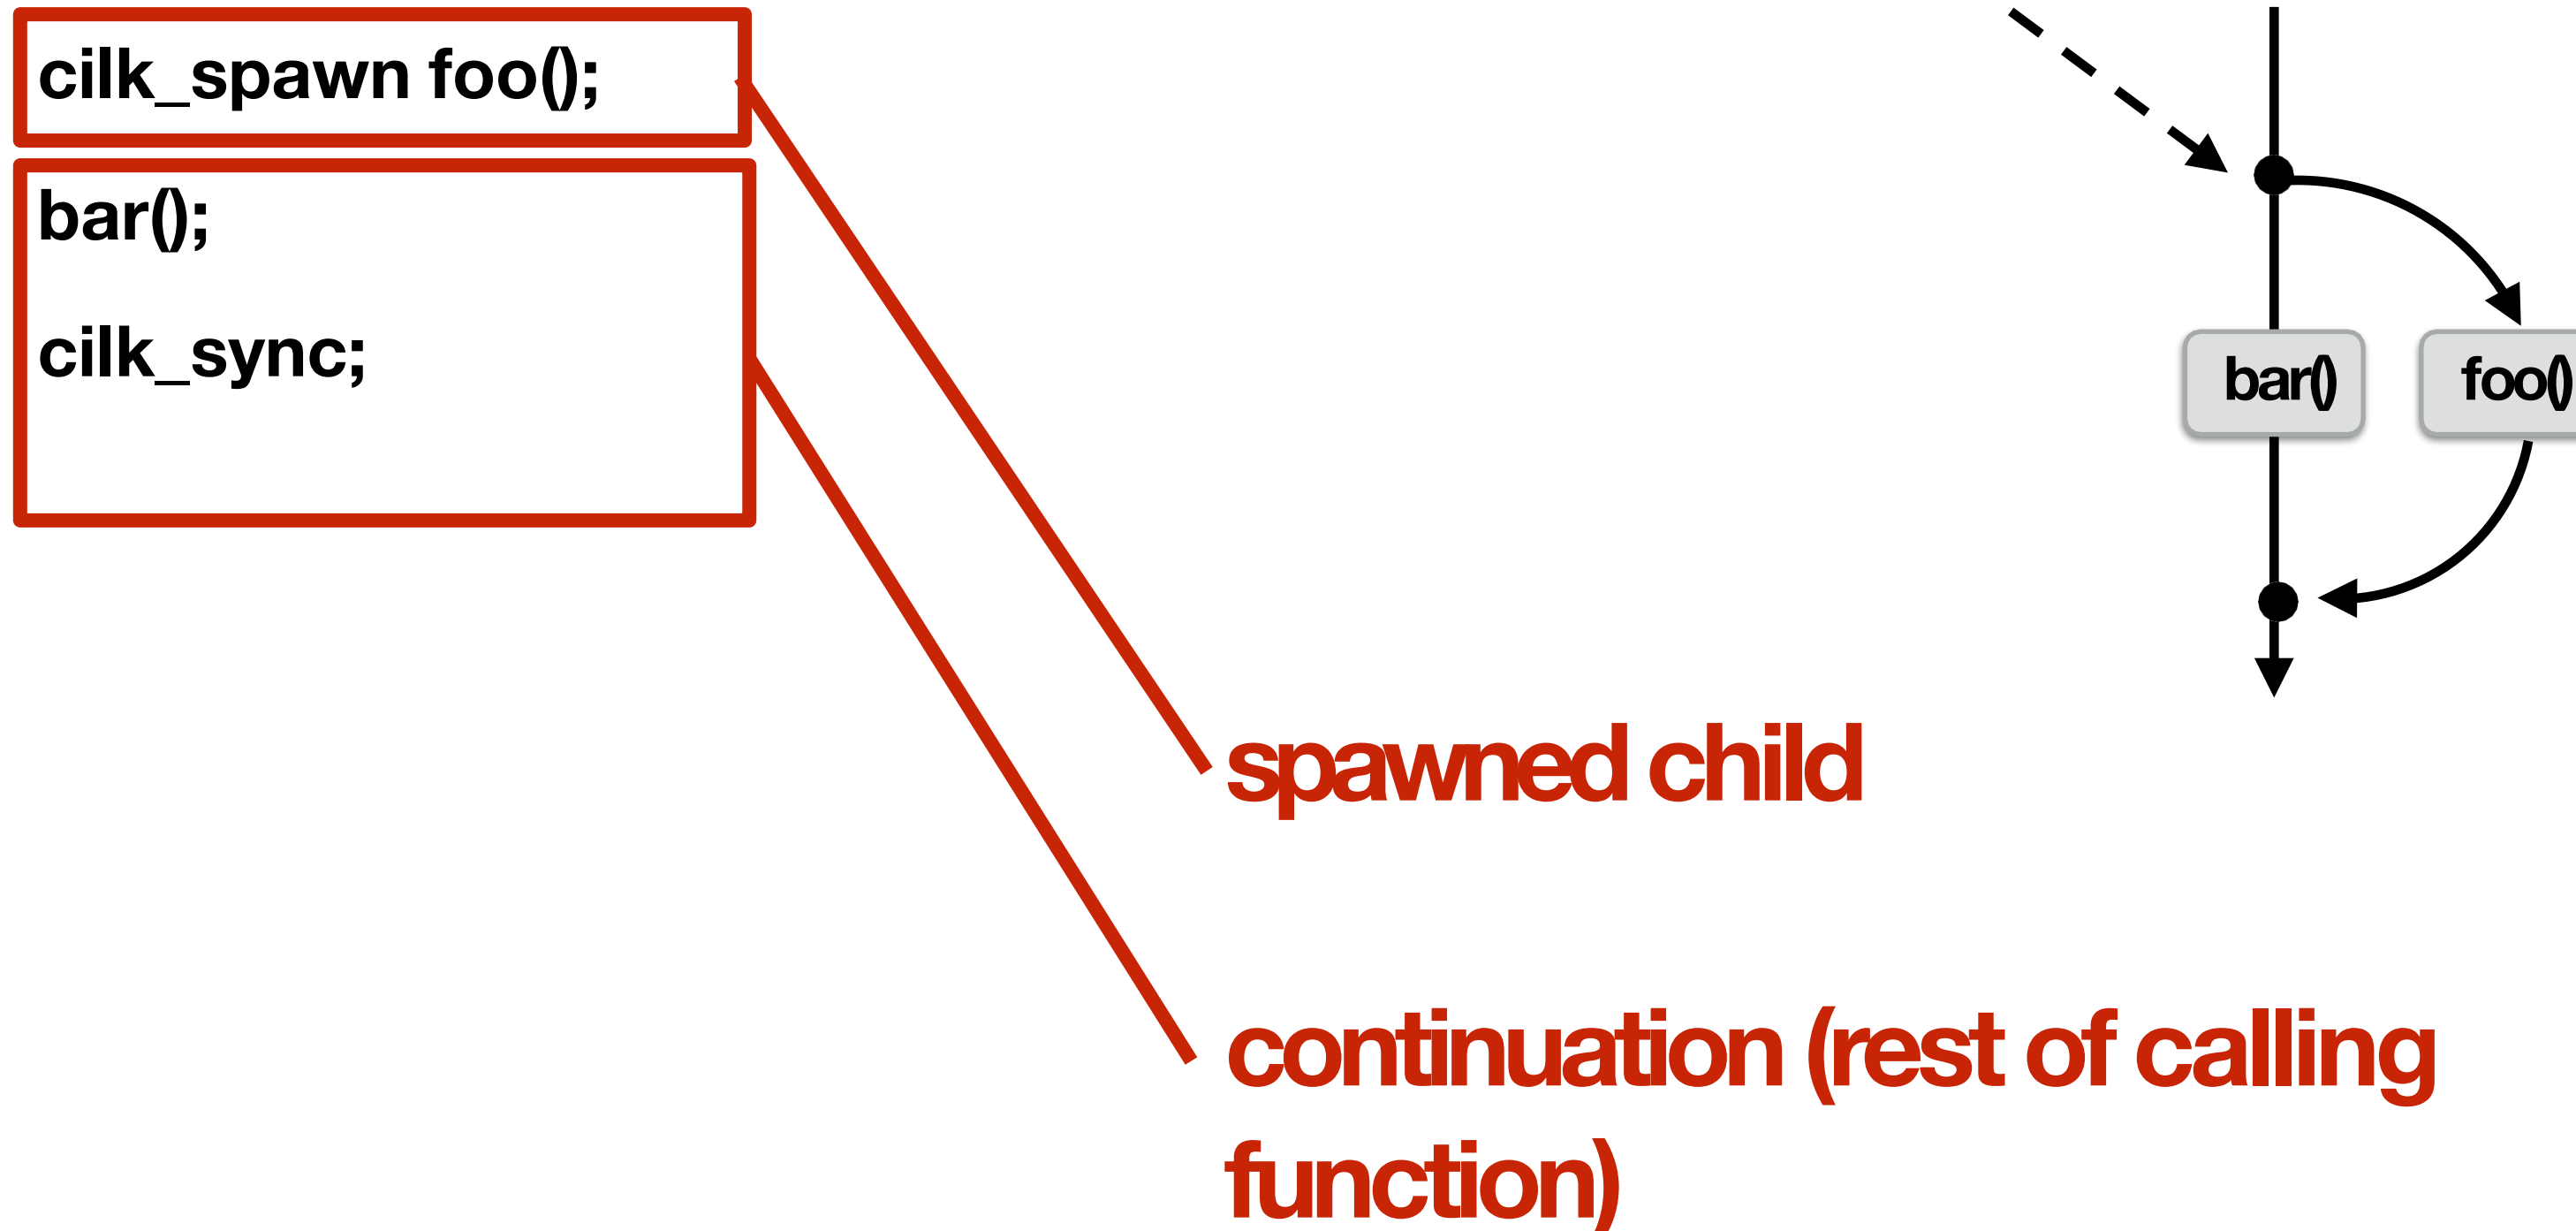 cilk_spawn foo();
bar();
cilk_sync;
bar()
foo()
spawned child
continuation (rest of calling
function)